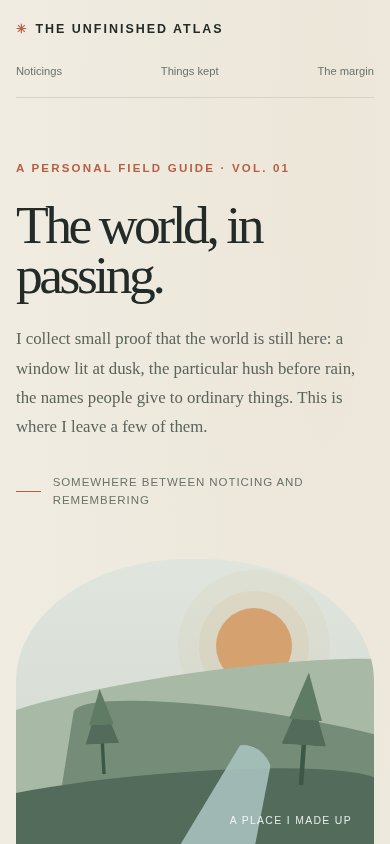 ✳ THE UNFINISHED ATLAS
Noticings Things kept The margin
A PERSONAL FIELD GUIDE · VOL. 01
The world, in
passing.
I collect small proof that the world is still here: a
window lit at dusk, the particular hush before rain,
the names people give to ordinary things. This is
where I leave a few of them.
SOMEWHERE BETWEEN NOTICING AND
REMEMBERING
A PLACE I MADE UP